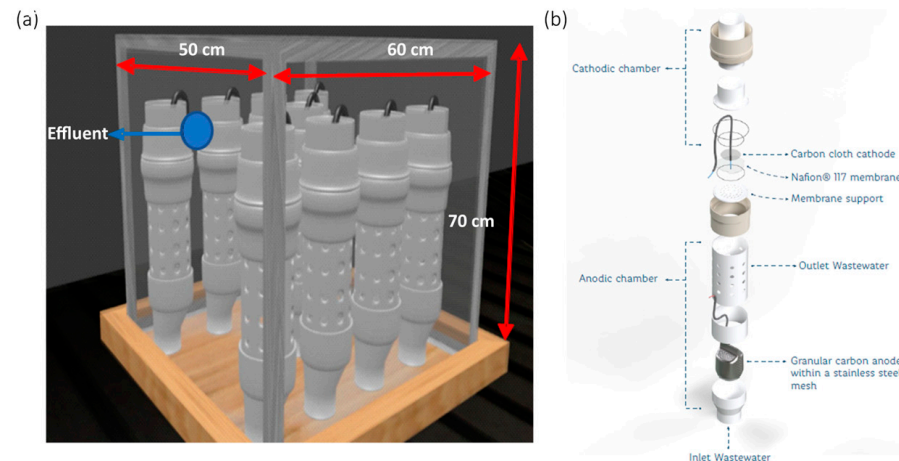 (a)
50 cm
60 cm
Effluent
70 cm
(b)
Cathodic chamber
Carbon cloth cathode
Nafion® 117 membrane
Membrane support
Anodic chamber
Outlet Wastewater
Granular carbon anode
within a stainless steel
mesh
Inlet Wastewater